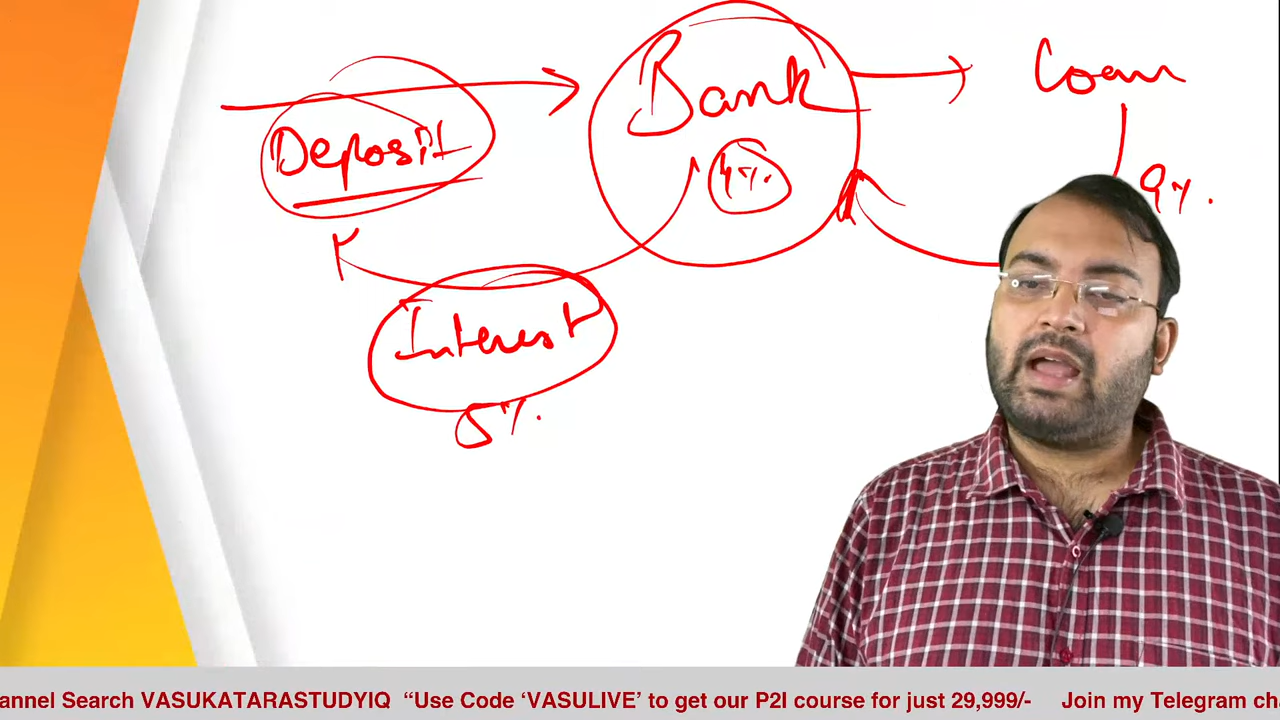 Bank
Loan
Deposit
4%.
9%.
Interest
5%.
annel Search VASUKATARASTUDYIQ “Use Code ‘VASULIVE’ to get our P2I course for just 29,999/- Join my Telegram cha